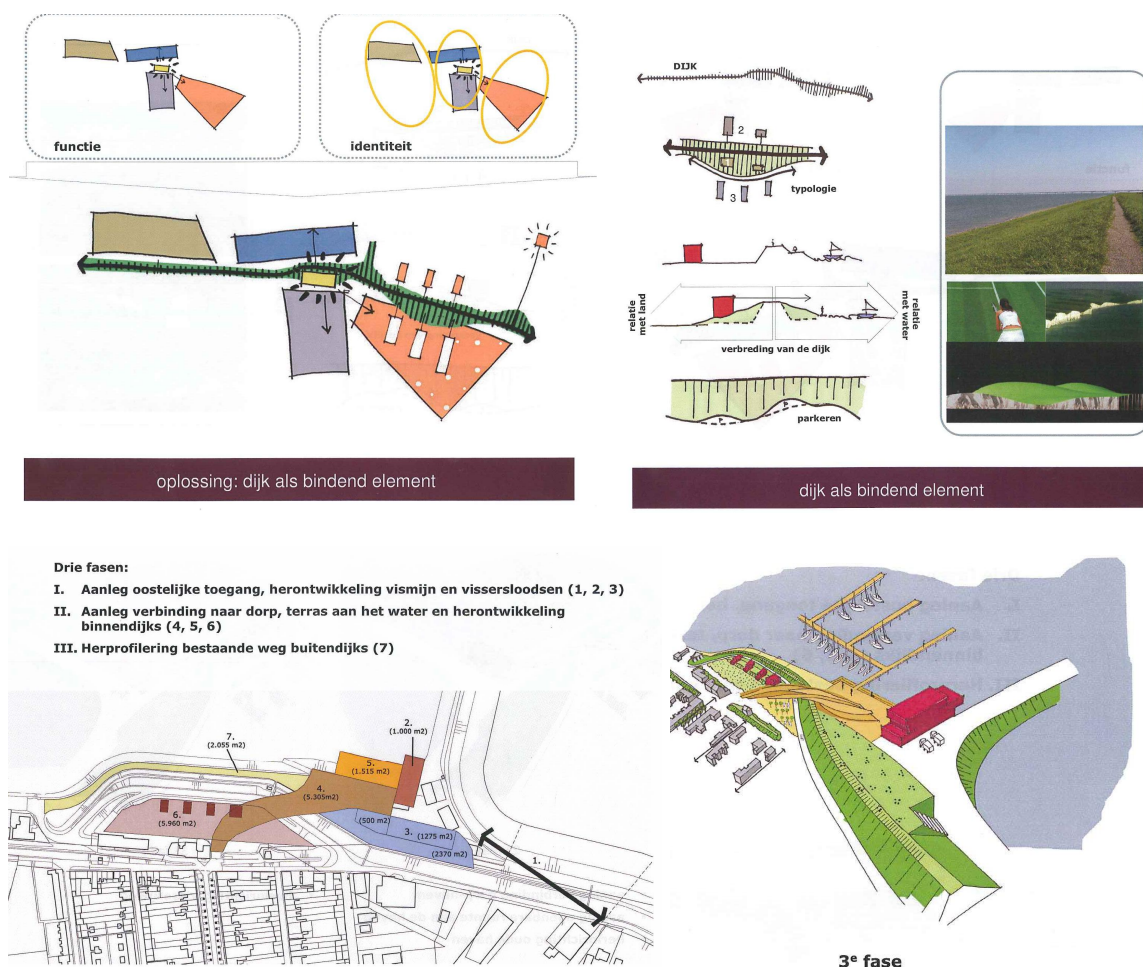 functie
identiteit
oplossing: dijk als bindend element
DIJK
2
3
typologie
relatie
met land
relatie
met water
verbreding van de dijk
parkeren
dijk als bindend element
Drie fasen:
I. Aanleg oostelijke toegang, herontwikkeling vismijn en vissersloodsen (1, 2, 3)
II. Aanleg verbinding naar dorp, terras aan het water en herontwikkeling
binnendijks (4, 5, 6)
III. Herprofilering bestaande weg buitendijks (7)
2.
(1.000 m2)
7.
(2.055 m2)
5.
(1.515 m2)
4.
(5.305m2)
6.
(5.960 m2)
(500 m2)
3.
(1275 m2)
(2370 m2)
1.
3e fase